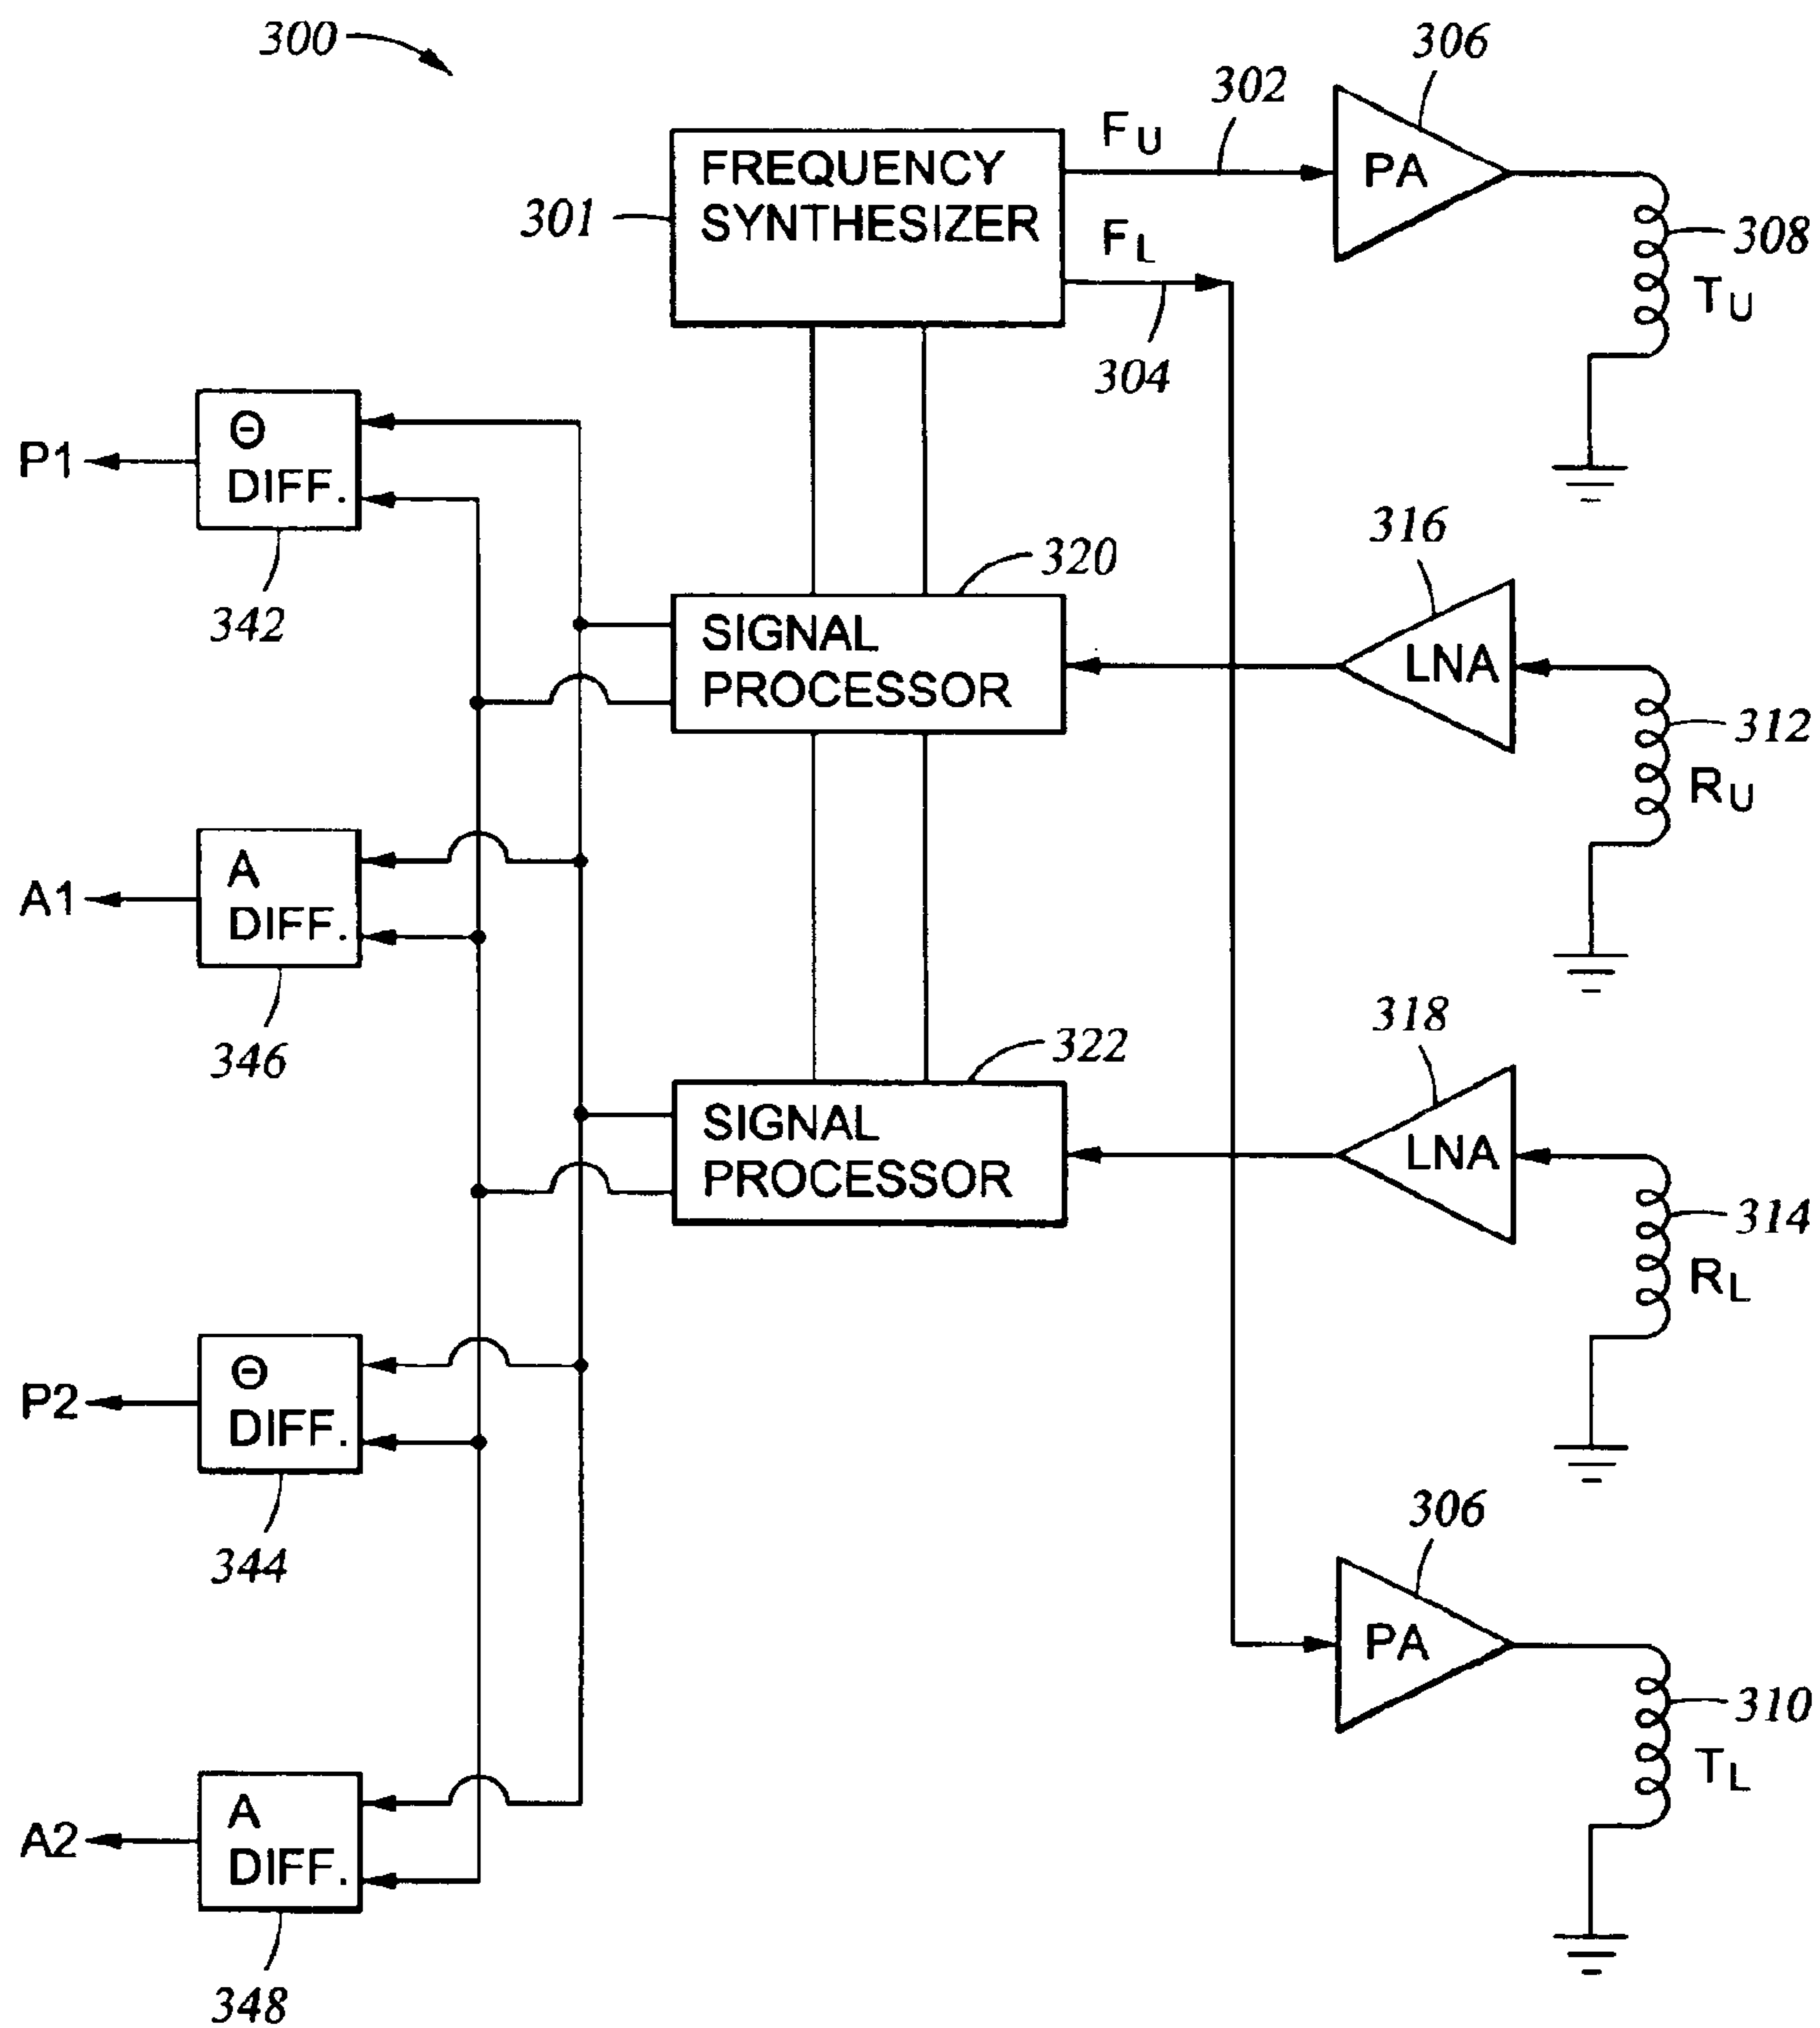 300
306
302
FU
FREQUENCY
SYNTHESIZER
PA
301
FL
308
TU
304
Θ
DIFF.
P1
316
320
342
SIGNAL
PROCESSOR
LNA
312
RU
A
DIFF.
A1
318
346
322
SIGNAL
PROCESSOR
LNA
314
RL
Θ
DIFF.
P2
306
344
PA
310
TL
A
DIFF.
A2
348